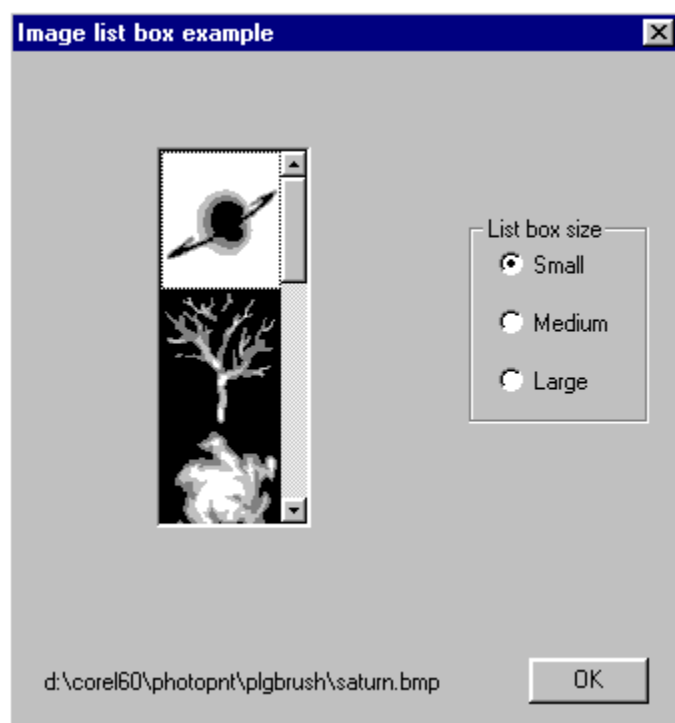 Image list box example
List box size
Small
Medium
Large
d:\corel60\photopnt\plgbrush\saturn.bmp
OK